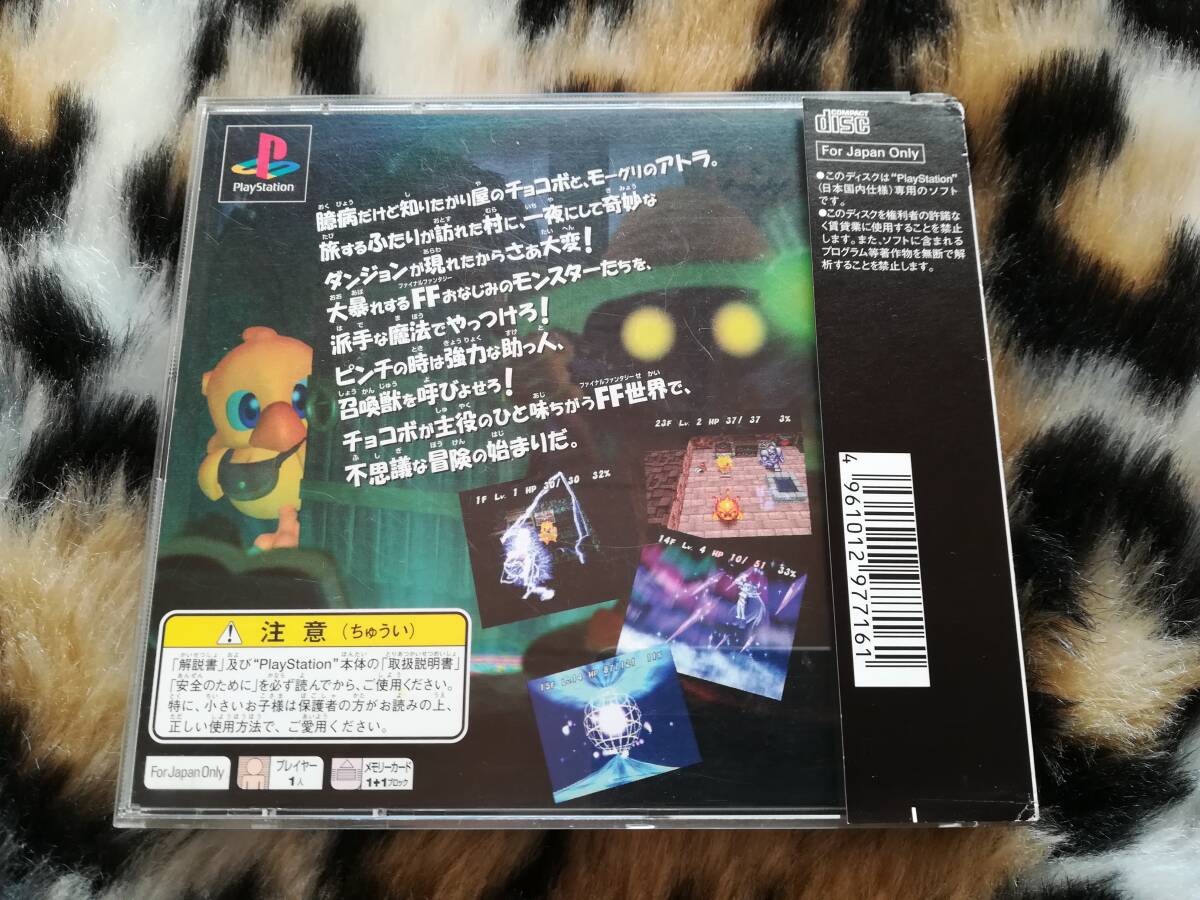 PlayStation
臆病だけど知りたがり屋のチョコボと、モーグリのアトラ。
旅するふたりが訪れた村に、一夜にして奇妙な
ダンジョンが現れたからさぁ大変!
大暴れするFFおなじみのモンスターたちを、
派手な魔法でやっつけろ!
ピンチの時は強力な助っ人、
召喚獣を呼びよせろ!
チョコボが主役のひと味ちがうFF世界で、
不思議な冒険の始まりだ。
23F Lv. 2 HP 37/ 37 3%
1F Lv. 1 HP 30/ 30 32%
14F Lv. 4 HP 10/ 51 33%
Lv.14 HP 87/121 11%
注意(ちゅうい)
「解説書」及び“PlayStation”本体の「取扱説明書」
「安全のために」を必ず読んでから、ご使用ください。
特に、小さいお子様は保護者の方がお読みの上、
正しい使用方法で、ご愛用ください。
For Japan Only
プレイヤー
1人
メモリーカード
1+1ブロック
COMPACT
disc
For Japan Only
●このディスクは“PlayStation”
(日本国内仕様)専用のソフト
です。
●このディスクを権利者の許諾な
く賃貸業に使用することを禁止
します。また、ソフトに含まれる
プログラム等著作物を無断で解
析することを禁止します。
4 961012 977161